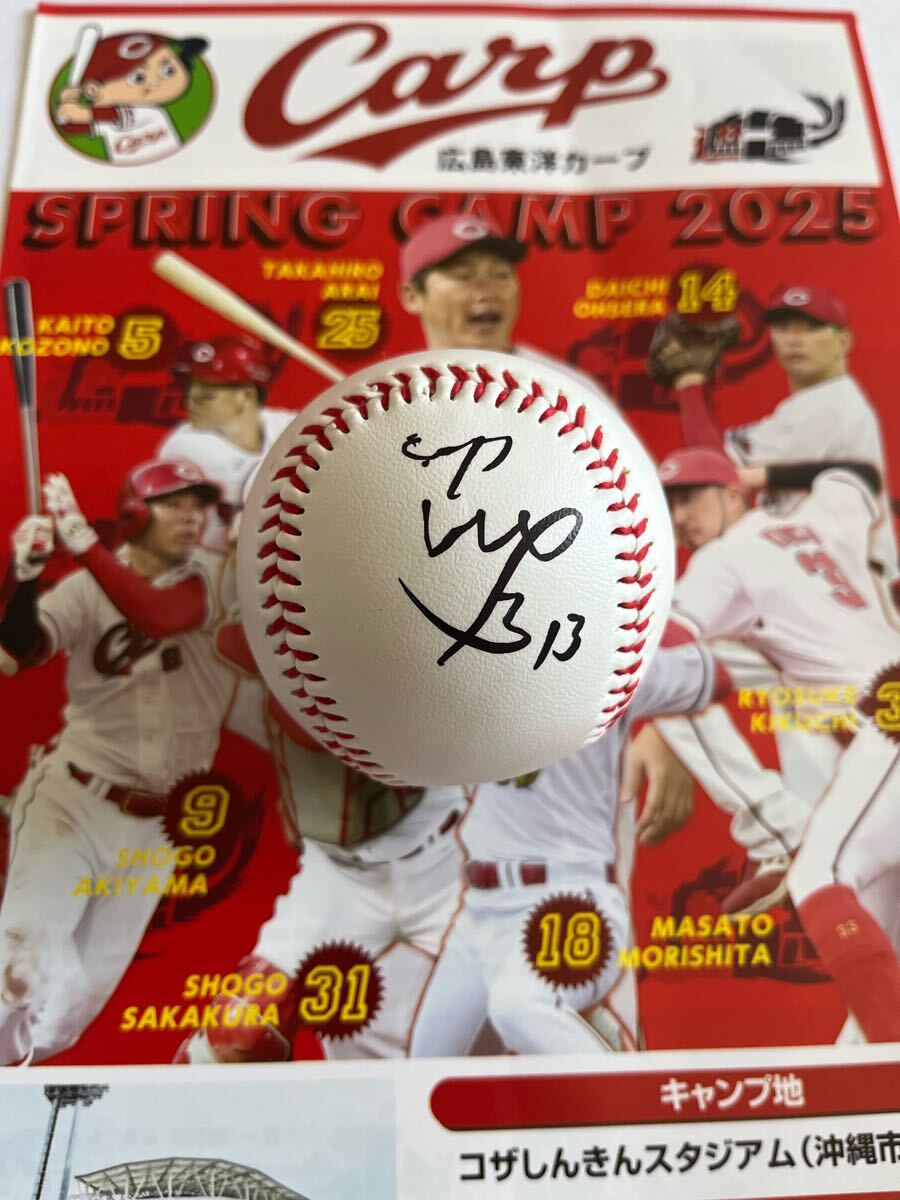 Carp
広島東洋カープ
SPRING CAMP 2025
TAKAHIRO
ARAI
25
DAICHI
OHSERA 14
KAITO
KOZONO 5
13
3
RYOSUKE
KIKUCHI
9
SHOGO
AKIYAMA
18
MASATO
MORISHITA
SHOGO
SAKAKURA 31
キャンプ地
コザしんきんスタジアム(沖縄市